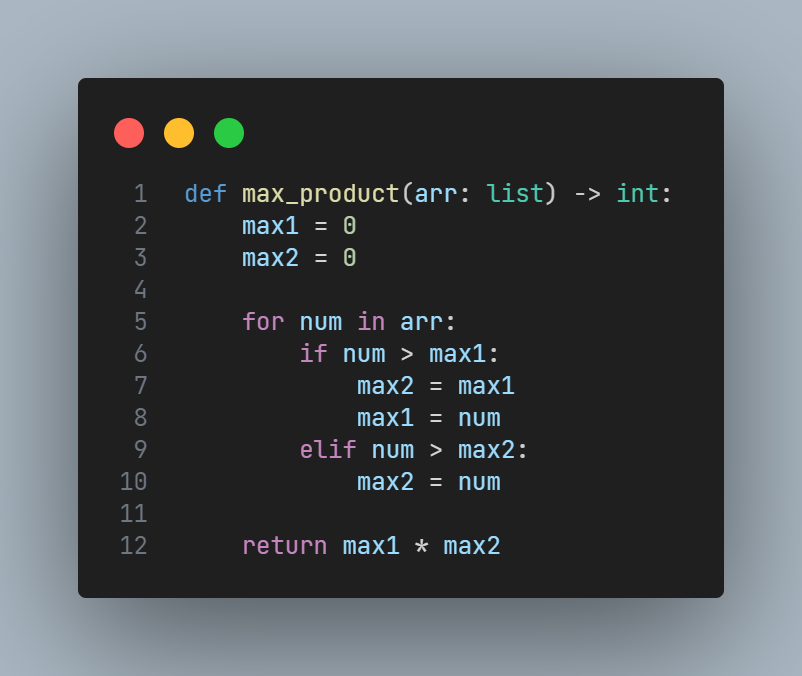 1 def max_product(arr: list) -> int:
2     max1 = 0
3     max2 = 0
4
5     for num in arr:
6         if num > max1:
7             max2 = max1
8             max1 = num
9         elif num > max2:
10             max2 = num
11
12     return max1 * max2